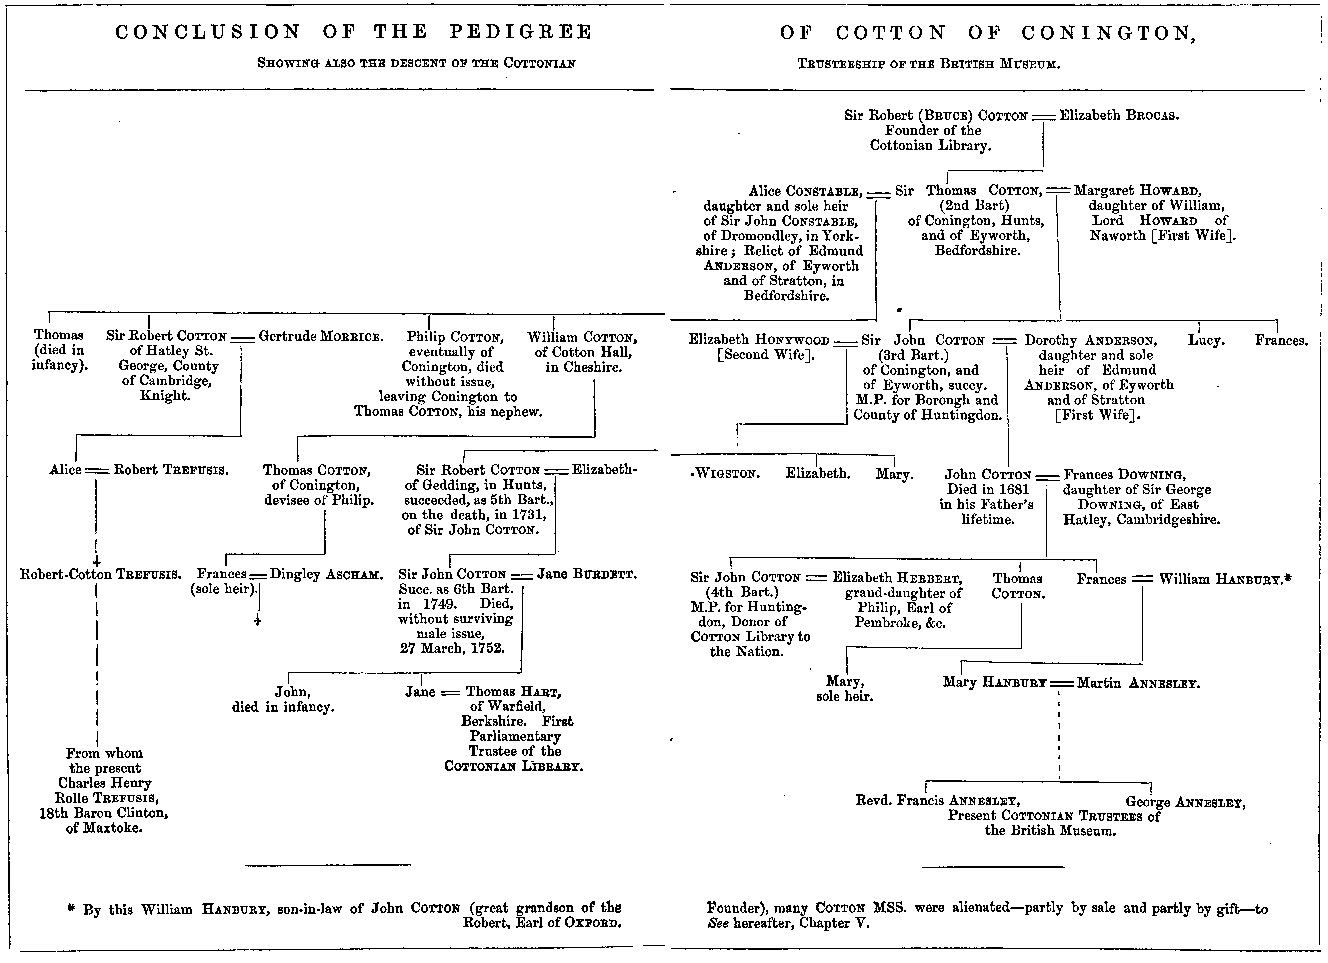 CONCLUSION OF THE PEDIGREE OF COTTON OF CONINGTON,
SHOWING ALSO THE DESCENT OF THE COTTONIAN TRUSTEESHIP OF THE BRITISH MUSEUM.
Sir Robert (BRUCE) COTTON == Elizabeth BROCAS.
Founder of the
Cottonian Library.
Alice CONSTABLE,
daughter and sole heir
of Sir John CONSTABLE,
of Dromondley, in York-
shire; Relict of Edmund
ANDERSON, of Eyworth
and of Stratton, in
Bedfordshire.
Sir Thomas COTTON,
(2nd Bart)
of Conington, Hunts,
and of Eyworth,
Bedfordshire.
Margaret HOWARD,
daughter of William,
Lord HOWARD of
Naworth [First Wife].
Thomas
(died in
infancy).
Sir Robert COTTON
of Hatley St.
George, County
of Cambridge,
Knight.
Gertrude MORRICE.
Philip COTTON,
eventually of
Conington, died
without issue,
leaving Conington to
Thomas COTTON, his nephew.
William COTTON,
of Cotton Hall,
in Cheshire.
Elizabeth HONYWOOD
[Second Wife].
Sir John COTTON
(3rd Bart.)
of Conington, and
of Eyworth, succy.
M.P. for Borough and
County of Huntingdon.
Dorothy ANDERSON,
daughter and sole
heir of Edmund
ANDERSON, of Eyworth
and of Stratton
[First Wife].
Lucy.
Frances.
Alice == Robert TREFUSIS.
Thomas COTTON,
of Conington,
devisee of Philip.
Sir Robert COTTON == Elizabeth-
of Gedding, in Hunts,
succeeded, as 5th Bart.,
on the death, in 1731,
of Sir John COTTON.
WIGSTON.
Elizabeth.
Mary.
John COTTON
Died in 1681
in his Father's
lifetime.
Frances DOWNING,
daughter of Sir George
DOWNING, of East
Hatley, Cambridgeshire.
Robert-Cotton TREFUSIS.
Frances == Dingley ASCHAM.
(sole heir).
Sir John COTTON == Jane BURDETT.
Succ. as 6th Bart.
in 1749. Died,
without surviving
male issue,
27 March, 1752.
Sir John COTTON
(4th Bart.)
M.P. for Hunting-
don, Donor of
COTTON Library to
the Nation.
Elizabeth HERBERT,
grand-daughter of
Philip, Earl of
Pembroke, &c.
Thomas
COTTON.
Frances == William HANBURY.*
John,
died in infancy.
Jane == Thomas HART,
of Warfield,
Berkshire. First
Parliamentary
Trustee of the
COTTONIAN LIBRARY.
Mary,
sole heir.
Mary HANBURY == Martin ANNESLEY.
From whom
the present
Charles Henry
Rolle TREFUSIS,
18th Baron Clinton,
of Maxtoke.
Revd. Francis ANNESLEY, George ANNESLEY,
Present COTTONIAN TRUSTEES of
the British Museum.
* By this William HANBURY, son-in-law of John COTTON (great grandson of the Founder), many COTTON MSS. were alienated—partly by sale and partly by gift—to
Robert, Earl of OXFORD. See hereafter, Chapter V.